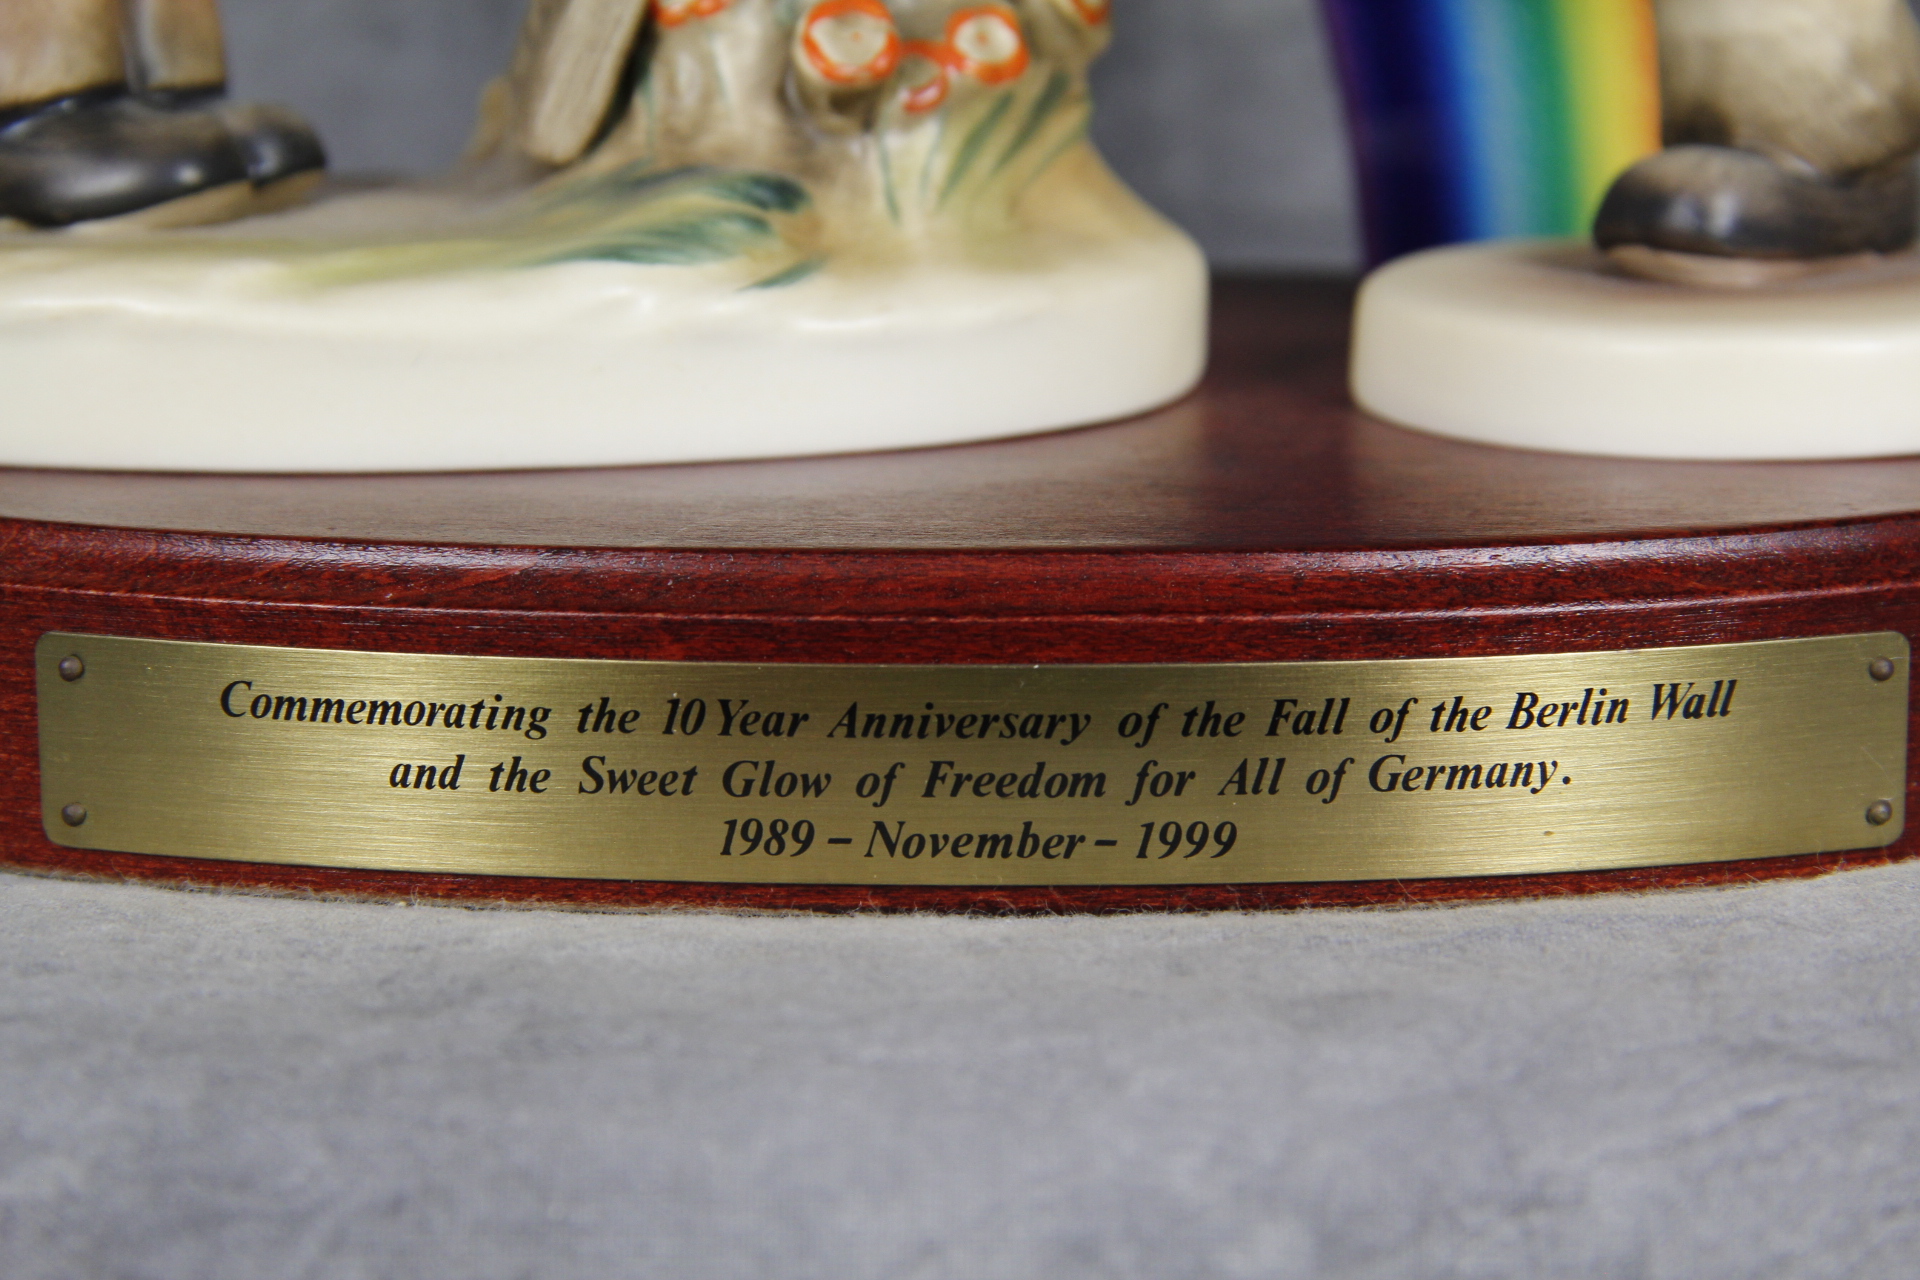 Commemorating the 10 Year Anniversary of the Fall of the Berlin Wall
and the Sweet Glow of Freedom for All of Germany.
1989 – November – 1999